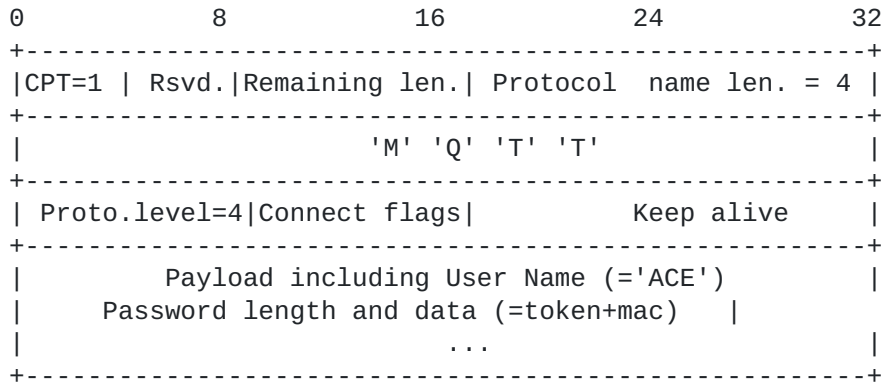 0            8            16             24            32
+------------------------------------------------------+
|CPT=1 | Rsvd.|Remaining len.| Protocol  name len. = 4 |
+------------------------------------------------------+
|                      'M' 'Q' 'T' 'T'                 |
+------------------------------------------------------+
| Proto.level=4|Connect flags|          Keep alive     |
+------------------------------------------------------+
|         Payload including User Name (='ACE')         |
|     Password length and data (=token+mac)   |
|                           ...                        |
+------------------------------------------------------+